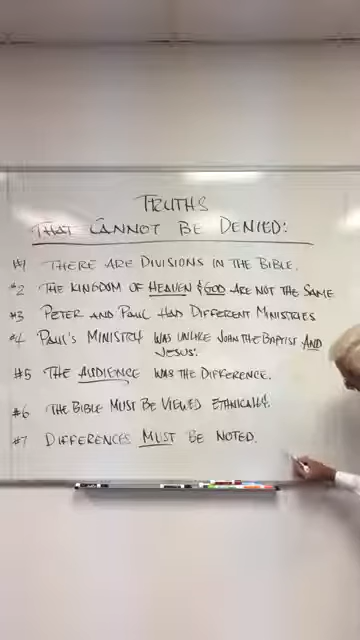 TRUTHS
THAT CANNOT BE DENIED:
#1 THERE ARE DIVISIONS IN THE BIBLE.
#2 THE KINGDOM OF HEAVEN & GOD ARE NOT THE SAME
#3 PETER AND PAUL HAD DIFFERENT MINISTRIES
#4 PAUL'S MINISTRY WAS UNLIKE JOHN THE BAPTIST AND
JESUS'.
#5 THE AUDIENCE WAS THE DIFFERENCE.
#6 THE BIBLE MUST BE VIEWED ETHNICALLY.
#7 DIFFERENCES MUST BE NOTED.